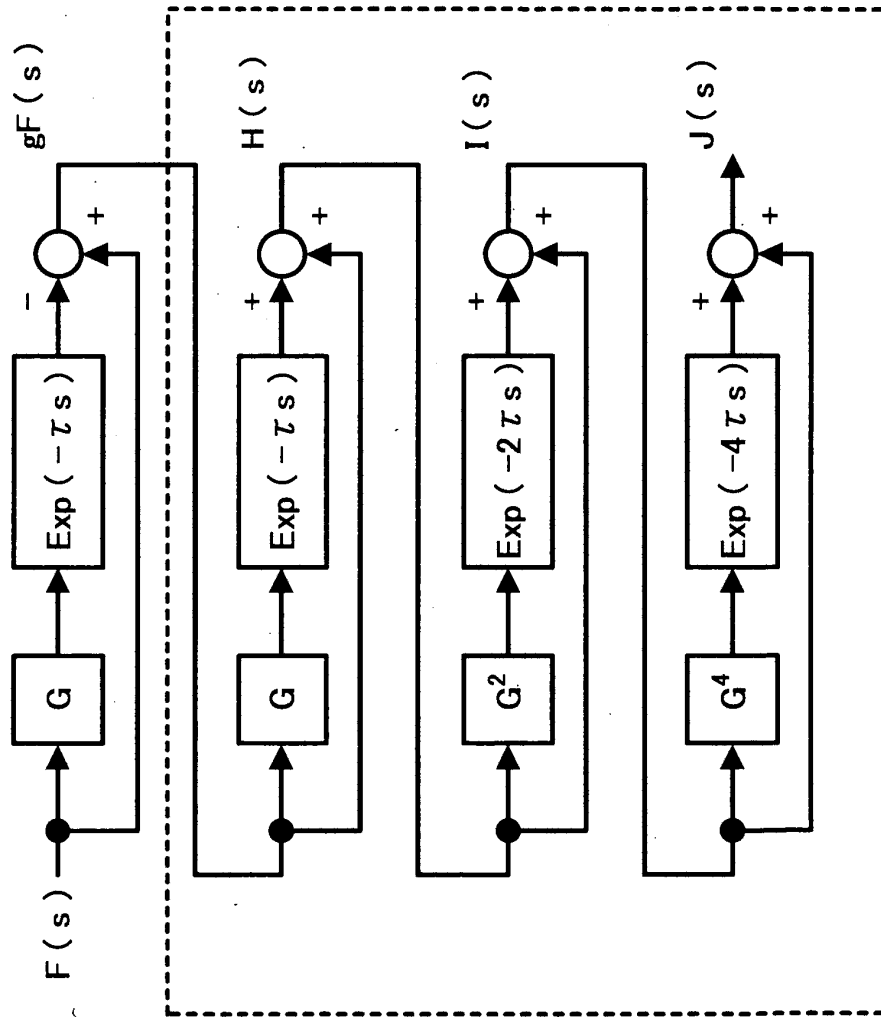 F(s) G Exp(-τs) - + gF(s)
G Exp(-τs) + + H(s)
G² Exp(-2τs) + + I(s)
G⁴ Exp(-4τs) + + J(s)